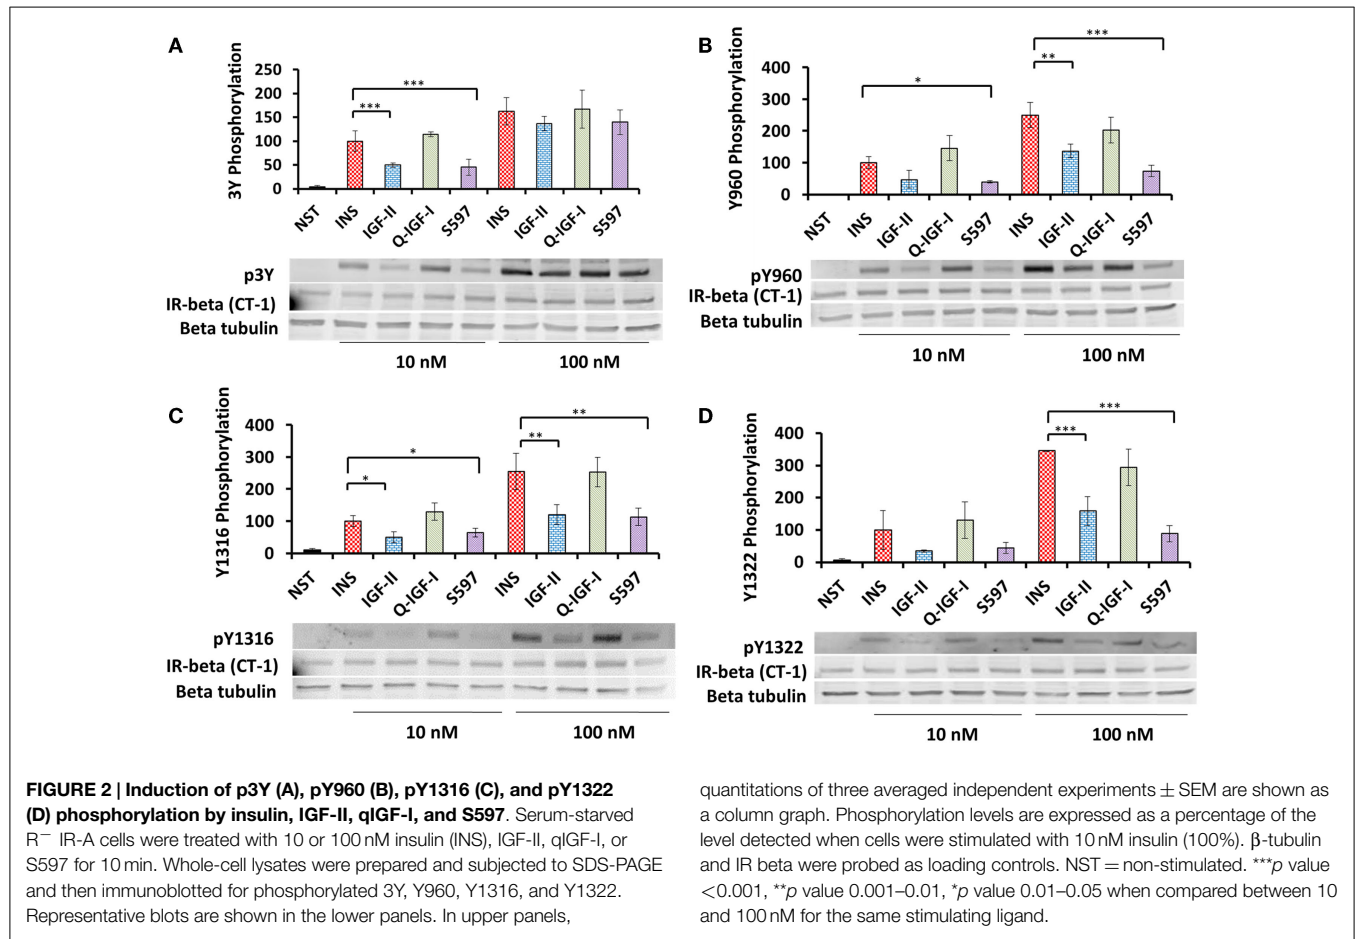 A
3Y Phosphorylation
250
200
150
100
50
0
***
***
NST
INS
IGF-II
Q-IGF-I
S597
INS
IGF-II
Q-IGF-I
S597
p3Y
IR-beta (CT-1)
Beta tubulin
10 nM
100 nM
B
Y960 Phosphorylation
400
300
200
100
0
*
***
**
NST
INS
IGF-II
Q-IGF-I
S597
INS
IGF-II
Q-IGF-I
S597
pY960
IR-beta (CT-1)
Beta tubulin
10 nM
100 nM
C
Y1316 Phosphorylation
400
300
200
100
0
*
*
**
**
NST
INS
IGF-II
Q-IGF-I
S597
INS
IGF-II
Q-IGF-I
S597
pY1316
IR-beta (CT-1)
Beta tubulin
10 nM
100 nM
D
Y1322 Phosphorylation
400
300
200
100
0
***
***
NST
INS
IGF-II
Q-IGF-I
S597
INS
IGF-II
Q-IGF-I
S597
pY1322
IR-beta (CT-1)
Beta tubulin
10 nM
100 nM
FIGURE 2 | Induction of p3Y (A), pY960 (B), pY1316 (C), and pY1322
(D) phosphorylation by insulin, IGF-II, qIGF-I, and S597. Serum-starved
R− IR-A cells were treated with 10 or 100 nM insulin (INS), IGF-II, qIGF-I, or
S597 for 10 min. Whole-cell lysates were prepared and subjected to SDS-PAGE
and then immunoblotted for phosphorylated 3Y, Y960, Y1316, and Y1322.
Representative blots are shown in the lower panels. In upper panels,
quantitations of three averaged independent experiments ± SEM are shown as
a column graph. Phosphorylation levels are expressed as a percentage of the
level detected when cells were stimulated with 10 nM insulin (100%). β-tubulin
and IR beta were probed as loading controls. NST = non-stimulated. ***p value
<0.001, **p value 0.001–0.01, *p value 0.01–0.05 when compared between 10
and 100 nM for the same stimulating ligand.